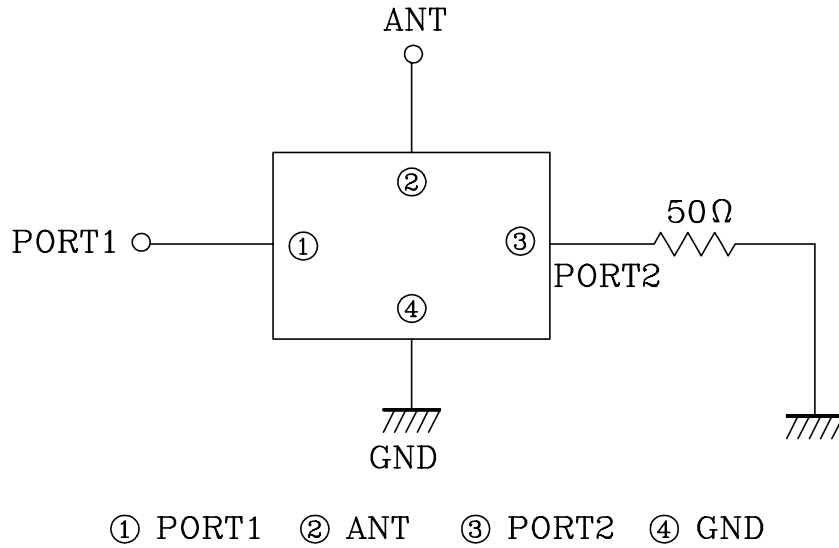 ANT
②
50Ω
PORT1 ① ③
PORT2
④
GND
① PORT1 ② ANT ③ PORT2 ④ GND